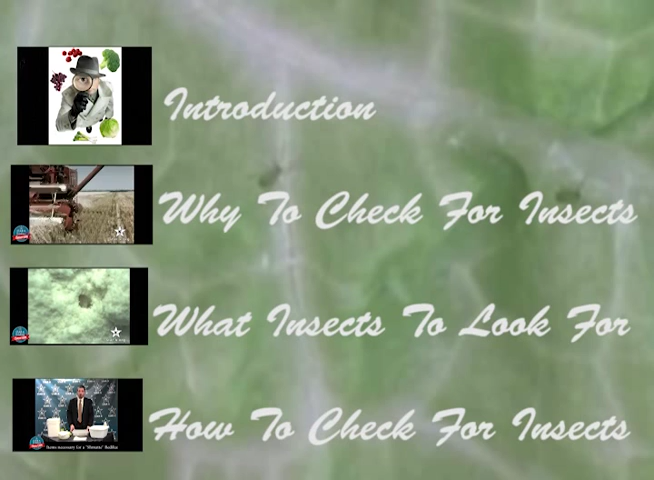 Introduction
Why To Check For Insects
What Insects To Look For
How To Check For Insects